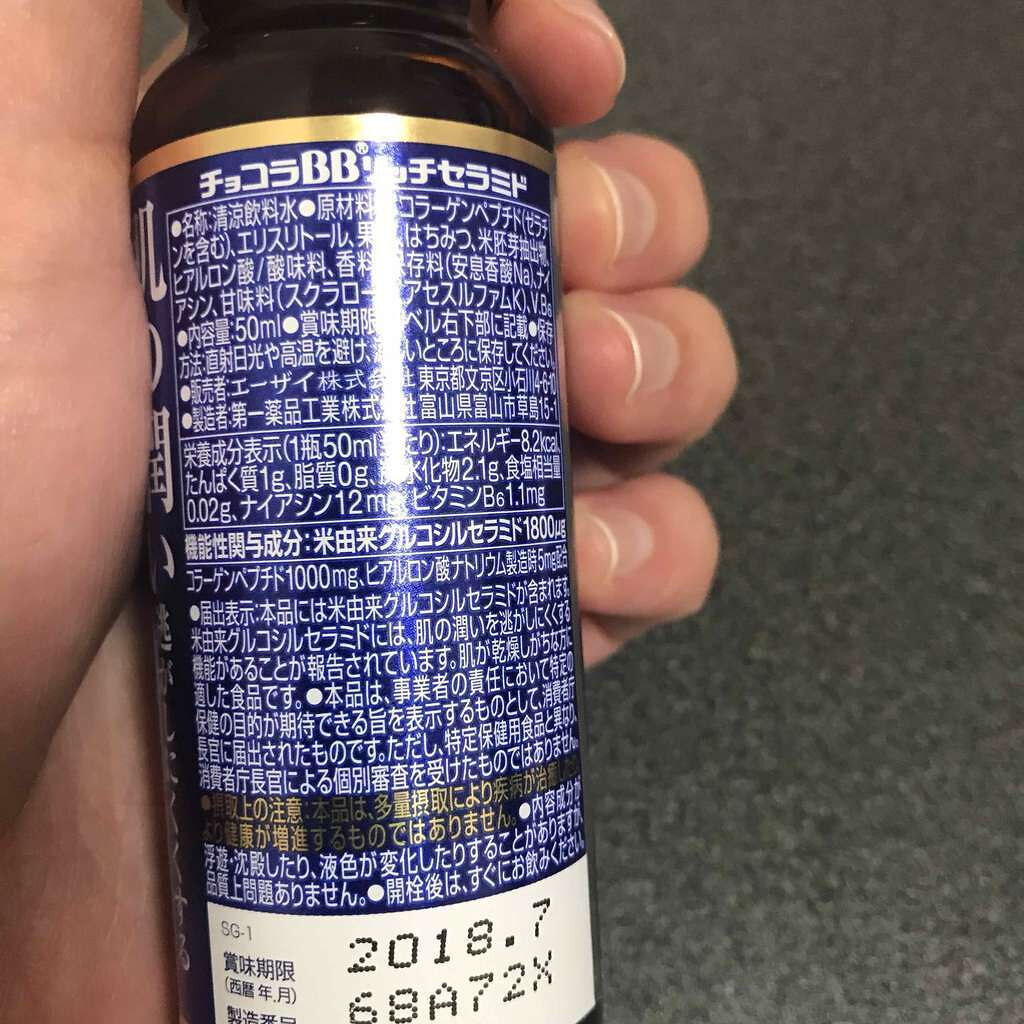 チョコラBB® リッチセラミド
●名称:清涼飲料水●原材料 コラーゲンペプチド(ゼラチ
ンを含む)、エリスリトール、果 はちみつ、米胚芽抽出物、
ヒアルロン酸/酸味料、香料 保存料(安息香酸Na)、ナイ
アシン、甘味料(スクラロー アセスルファムK)、V.B6
●内容量:50ml●賞味期限 ベル右下部に記載●保存
方法:直射日光や高温を避け、 いところに保存してください。
●販売者:エーザイ株式会社 東京都文京区小石川4-6-10
●製造者:第一薬品工業株式 富山県富山市草島15-1
栄養成分表示(1瓶50ml たり):エネルギー8.2kcal、
たんぱく質1g、脂質0g、 水化物2.1g、食塩相当量
0.02g、ナイアシン12mg ビタミンB₆1.1mg
機能性関与成分:米由来グルコシルセラミド1800μg
コラーゲンペプチド1000mg、ヒアルロン酸ナトリウム製造時5mg配合
●届出表示:本品には米由来グルコシルセラミドが含まれます。
米由来グルコシルセラミドには、肌の潤いを逃がしにくくする
機能があることが報告されています。肌が乾燥しがちな方に
適した食品です。●本品は、事業者の責任において特定の
保健の目的が期待できる旨を表示するものとして、消費者庁
長官に届出されたものです。ただし、特定保健用食品と異なり、
消費者庁長官による個別審査を受けたものではありません。
●摂取上の注意:本品は、多量摂取により疾病が治癒した
より健康が増進するものではありません。●内容成分が
浮遊・沈殿したり、液色が変化したりすることがありますが、
品質上問題ありません。●開栓後は、すぐにお飲みください。
SG-1
賞味期限
(西暦年.月)
2018.7
製造番号
68A72X
肌の潤い逃がしにくくする